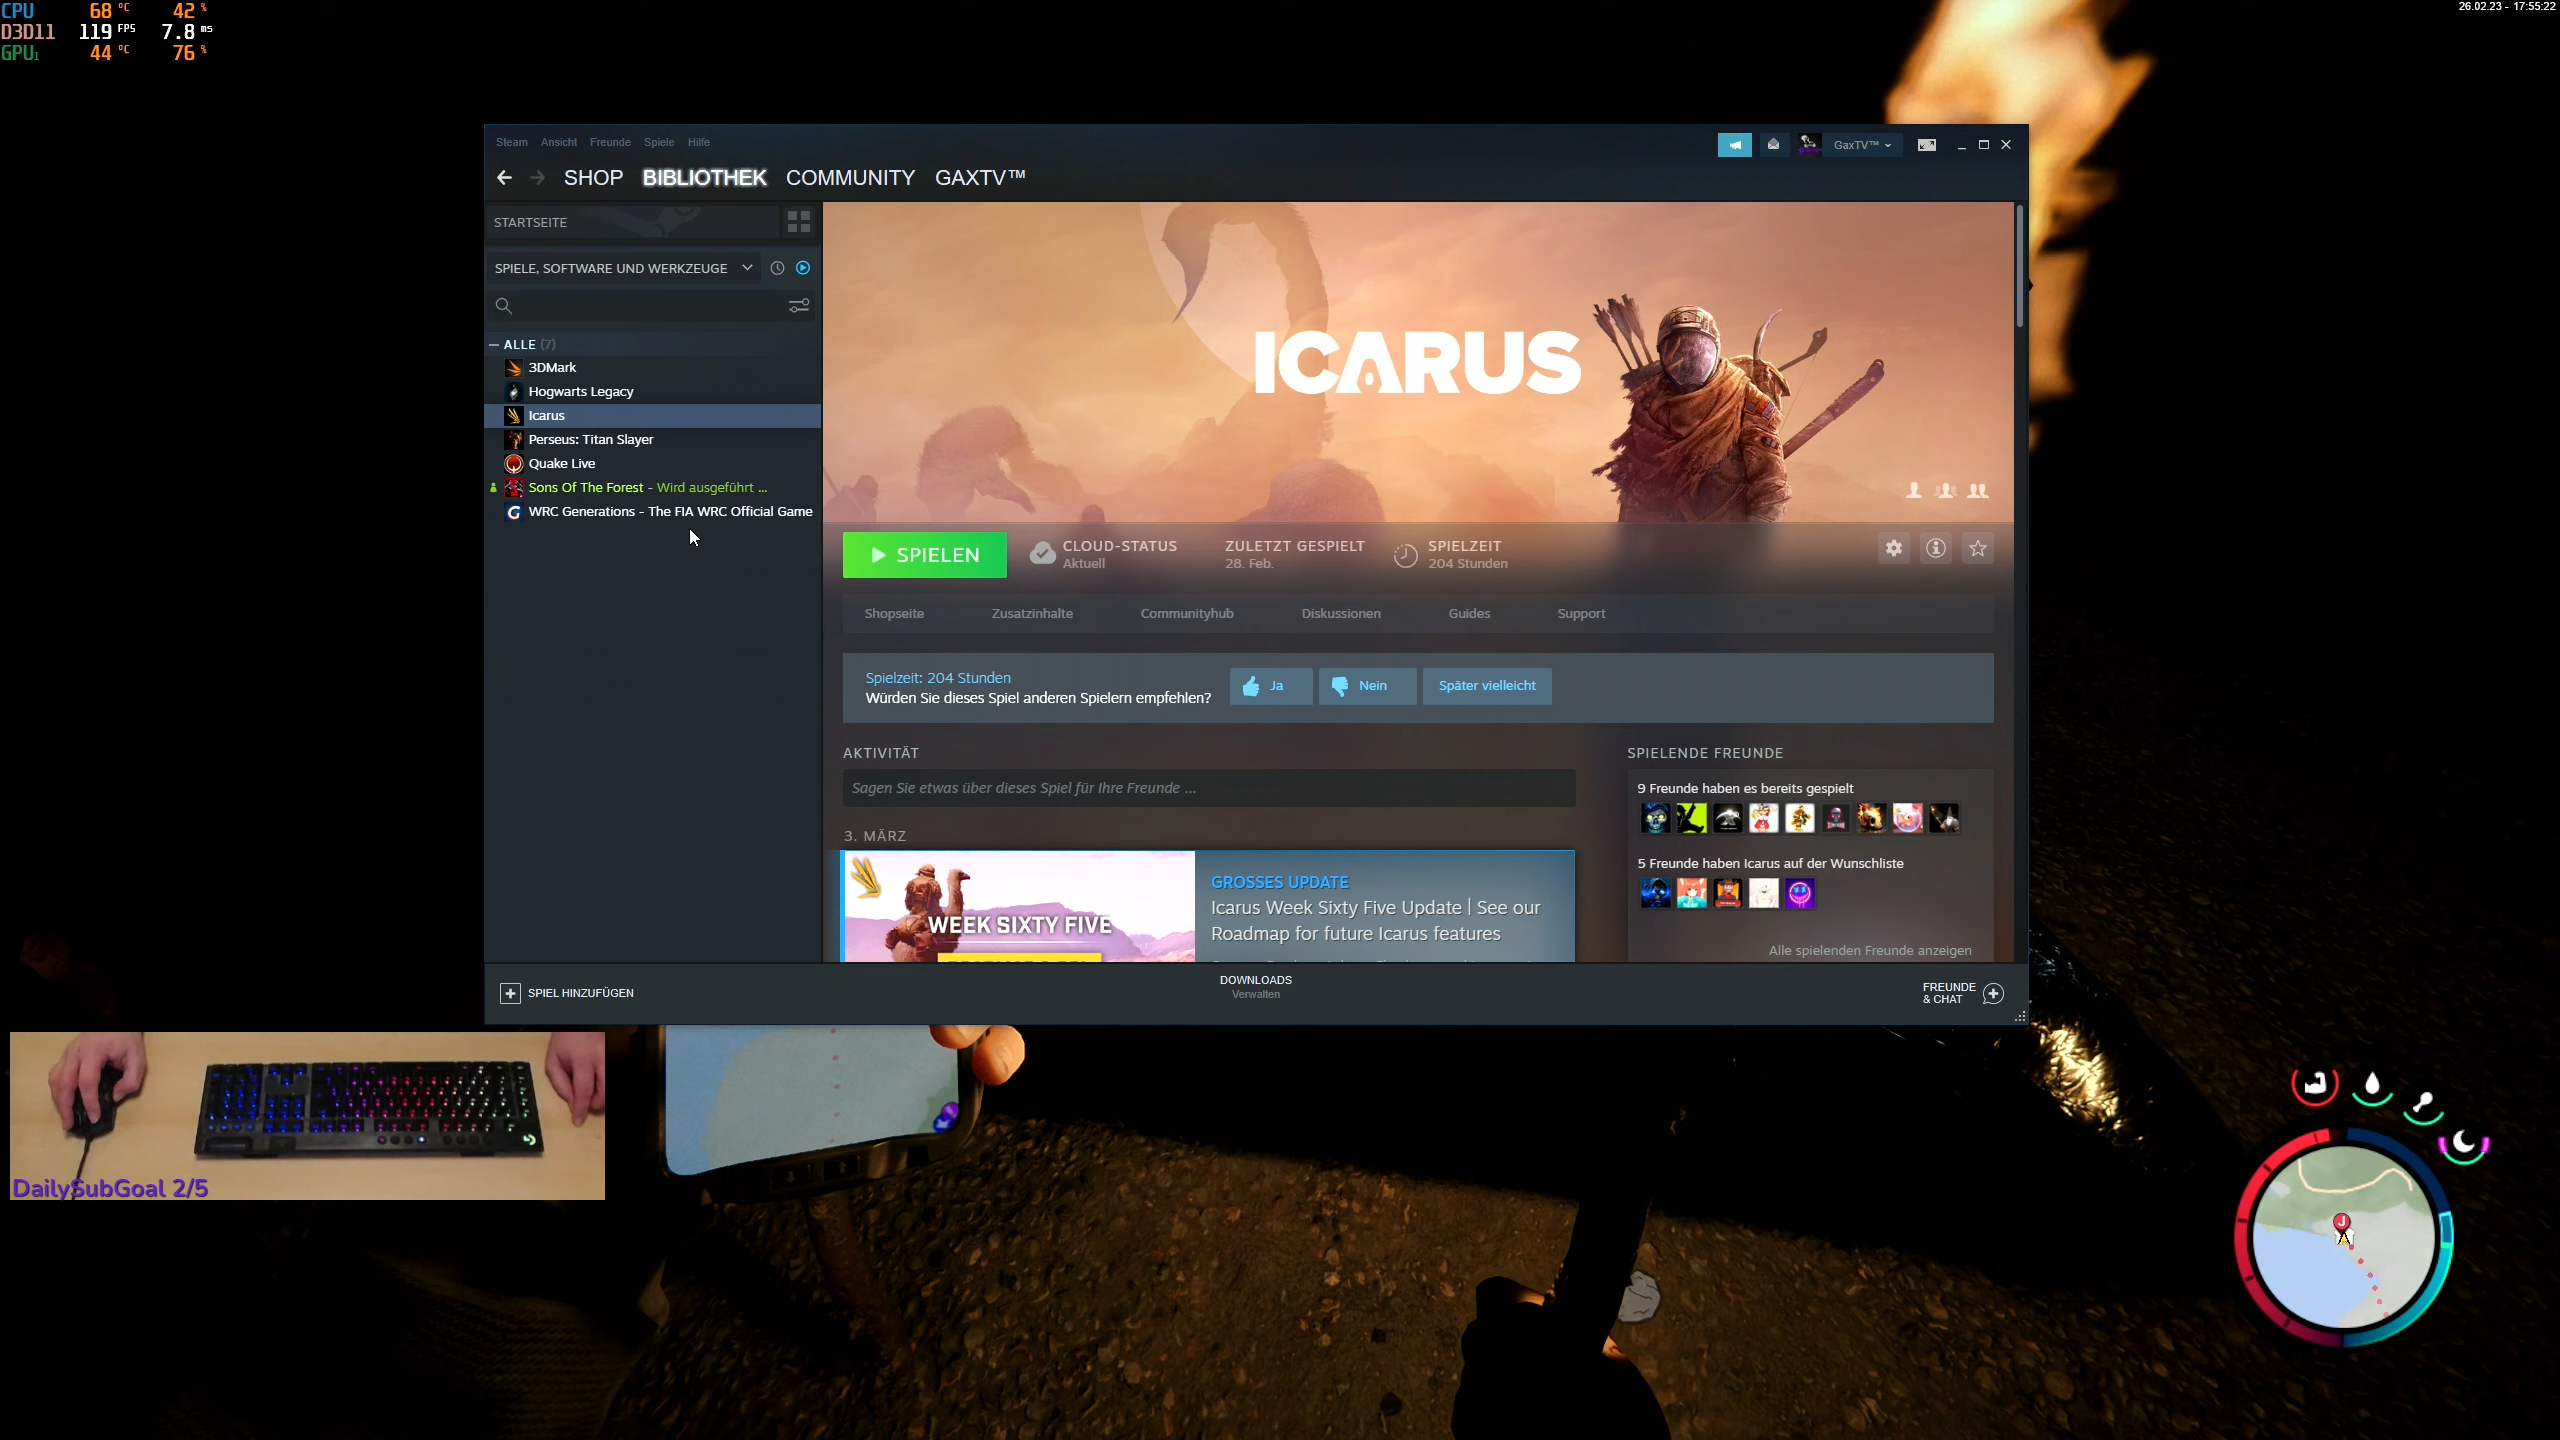 CPU 68 °C 42 %
D3D11 119 FPS 7.8 ms
GPU1 44 °C 76 %
26.02.23 - 17:55:22
Steam Ansicht Freunde Spiele Hilfe
GaxTV™
SHOP BIBLIOTHEK COMMUNITY GAXTV™
STARTSEITE
SPIELE, SOFTWARE UND WERKZEUGE
ALLE (7)
3DMark
Hogwarts Legacy
Icarus
Perseus: Titan Slayer
Quake Live
Sons Of The Forest - Wird ausgeführt ...
WRC Generations - The FIA WRC Official Game
ICARUS
SPIELEN
CLOUD-STATUS
Aktuell
ZULETZT GESPIELT
28. Feb.
SPIELZEIT
204 Stunden
Shopseite Zusatzinhalte Communityhub Diskussionen Guides Support
Spielzeit: 204 Stunden
Würden Sie dieses Spiel anderen Spielern empfehlen?
Ja Nein Später vielleicht
AKTIVITÄT
Sagen Sie etwas über dieses Spiel für Ihre Freunde ...
3. MÄRZ
WEEK SIXTY FIVE
GROSSES UPDATE
Icarus Week Sixty Five Update | See our
Roadmap for future Icarus features
SPIELENDE FREUNDE
9 Freunde haben es bereits gespielt
5 Freunde haben Icarus auf der Wunschliste
Alle spielenden Freunde anzeigen
SPIEL HINZUFÜGEN
DOWNLOADS
Verwalten
FREUNDE
& CHAT
DailySubGoal 2/5
J